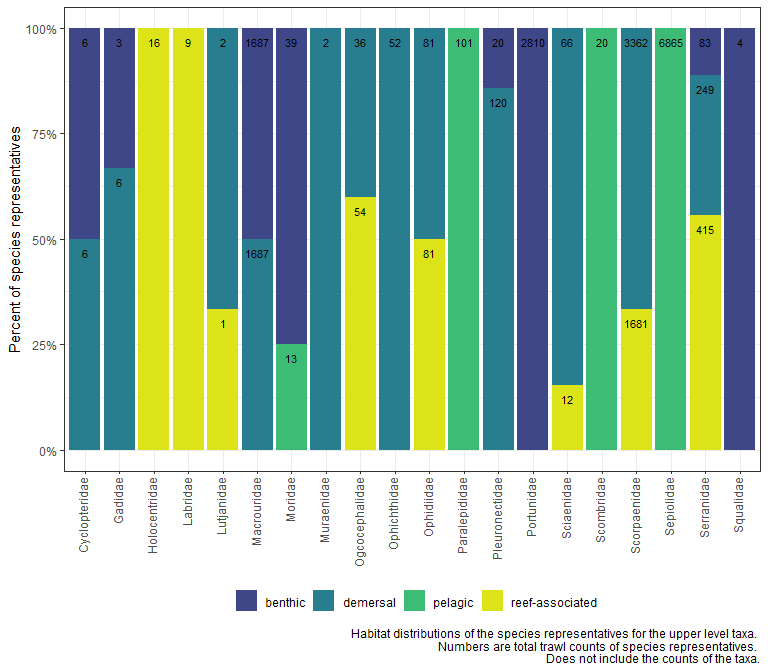 Percent of species representatives
100%
75%
50%
25%
0%
6 3 16 9 2 1687 39 2 36 52 81 101 20 2810 66 20 3362 6865 83 4
249
120
6
54
415
6 1687 81
1 1681
13
12
Cyclopteridae
Gadidae
Holocentridae
Labridae
Lutjanidae
Macrouridae
Moridae
Muraenidae
Ogcocephalidae
Ophichthidae
Ophidiidae
Paralepididae
Pleuronectidae
Portunidae
Sciaenidae
Scombridae
Scorpaenidae
Sepiolidae
Serranidae
Squalidae
benthic demersal pelagic reef-associated
Habitat distributions of the species representatives for the upper level taxa.
Numbers are total trawl counts of species representatives.
Does not include the counts of the taxa.